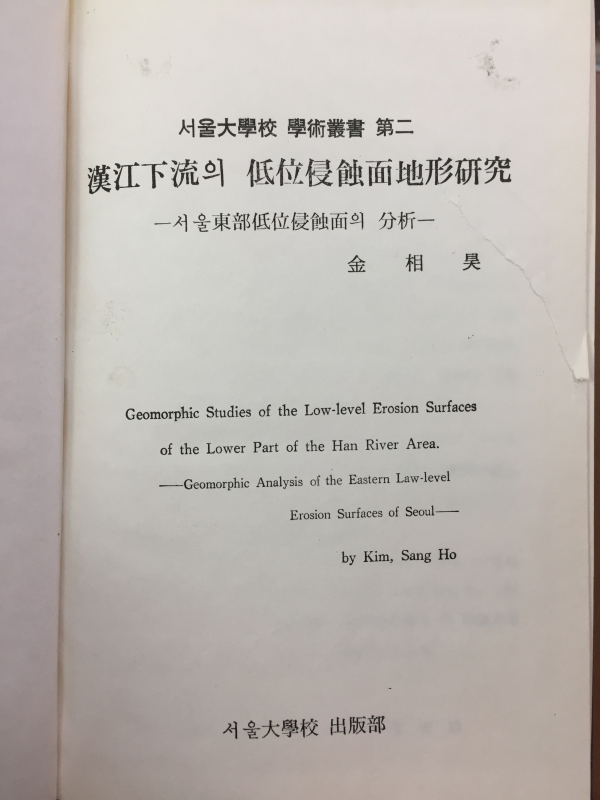 서울大學校 學術叢書 第二
漢江下流의 低位侵蝕面地形硏究
—서울東部低位侵蝕面의 分析—
金 相 昊
Geomorphic Studies of the Low-level Erosion Surfaces
of the Lower Part of the Han River Area.
——Geomorphic Analysis of the Eastern Law-level
Erosion Surfaces of Seoul——
by Kim, Sang Ho
서울大學校 出版部